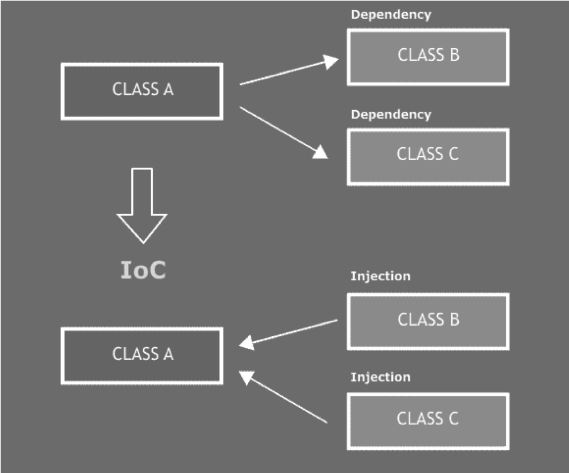 Dependency
CLASS B
CLASS A
Dependency
CLASS C
IoC
Injection
CLASS B
CLASS A
Injection
CLASS C